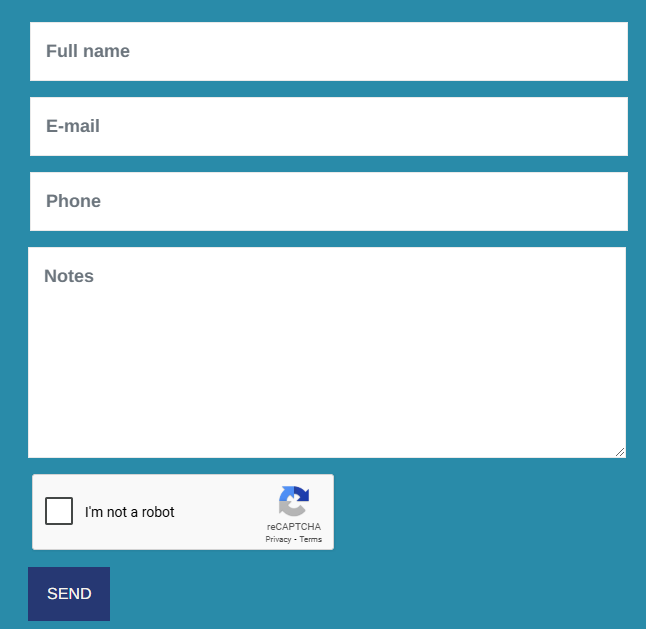 Full name
E-mail
Phone
Notes
I'm not a robot
reCAPTCHA
Privacy - Terms
SEND